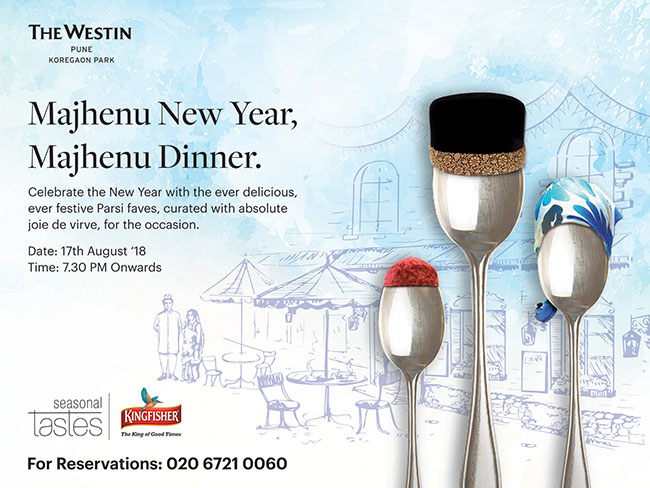 THE WESTIN
PUNE
KOREGAON PARK
Majhenu New Year,
Majhenu Dinner.
Celebrate the New Year with the ever delicious,
ever festive Parsi faves, curated with absolute
joie de virve, for the occasion.
Date: 17th August ‘18
Time: 7.30 PM Onwards
seasonal
tastes
KINGFISHER
The King of Good Times
For Reservations: 020 6721 0060